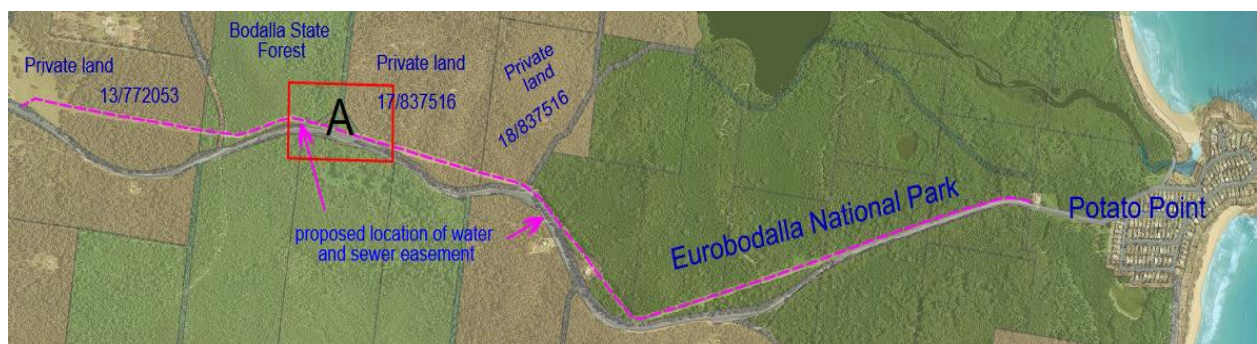 Bodalla State
Forest
Private land
13/772053
A
Private land
17/837516
Private
land
18/837516
proposed location of water
and sewer easement
Eurobodalla National Park
Potato Point